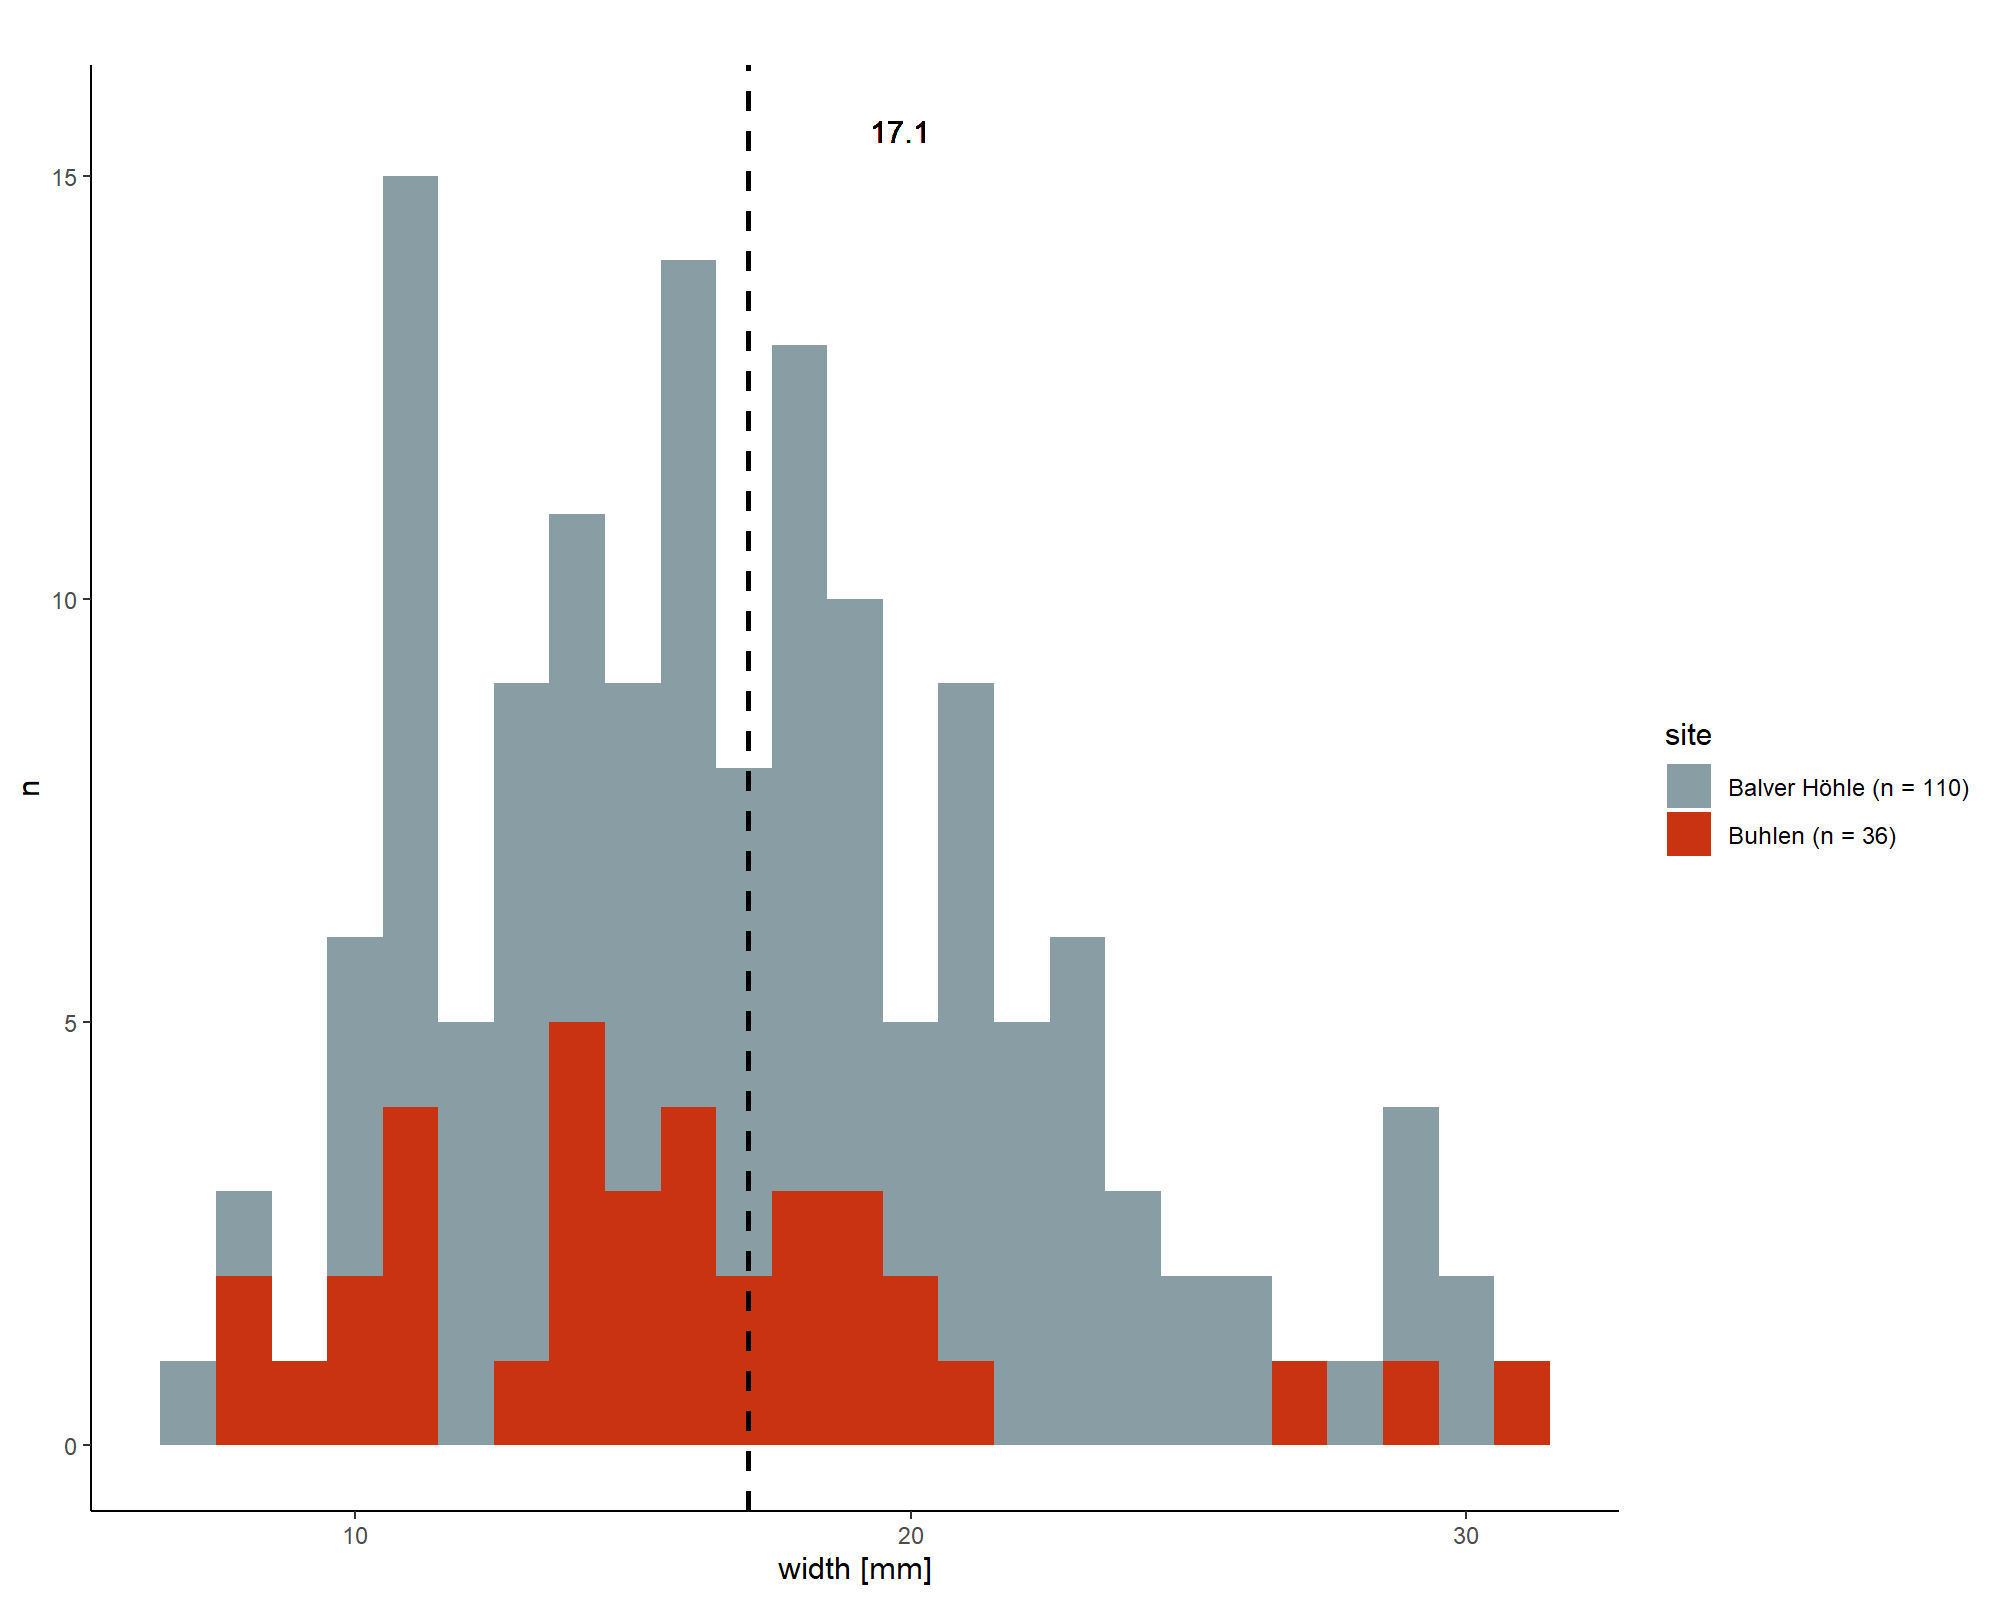 17.1
15
10
5
0
n
10 20 30
width [mm]
site
Balver Höhle (n = 110)
Buhlen (n = 36)